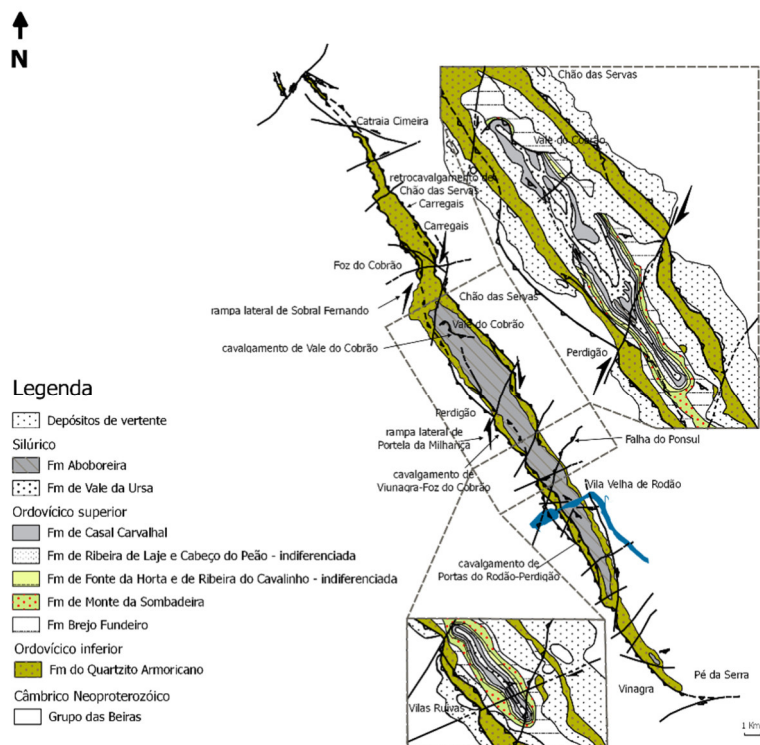 N
Chão das Servas
Vale do Cobrão
Catraia Cimeira
retrocavalgamento de
Chão das Servas
Carregais
Carregais
Foz do Cobrão
rampa lateral de Sobral Fernando
Chão das Servas
Vale do Cobrão
cavalgamento de Vale do Cobrão
Perdigão
Perdigão
rampa lateral de
Portela da Milhança
Falha do Ponsul
cavalgamento de
Viunagra-Foz do Cobrão
Vila Velha de Rodão
cavalgamento de
Portas do Rodão-Perdigão
Vilas Ruivas
Vinagra
Pé da Serra
1 Km
Legenda
Depósitos de vertente
Silúrico
Fm Aboboreira
Fm de Vale da Ursa
Ordovícico superior
Fm de Casal Carvalhal
Fm de Ribeira de Laje e Cabeço do Peão - indiferenciada
Fm de Fonte da Horta e de Ribeira do Cavalinho - indiferenciada
Fm de Monte da Sombadeira
Fm Brejo Fundeiro
Ordovícico inferior
Fm do Quartzito Armoricano
Câmbrico Neoproterozóico
Grupo das Beiras